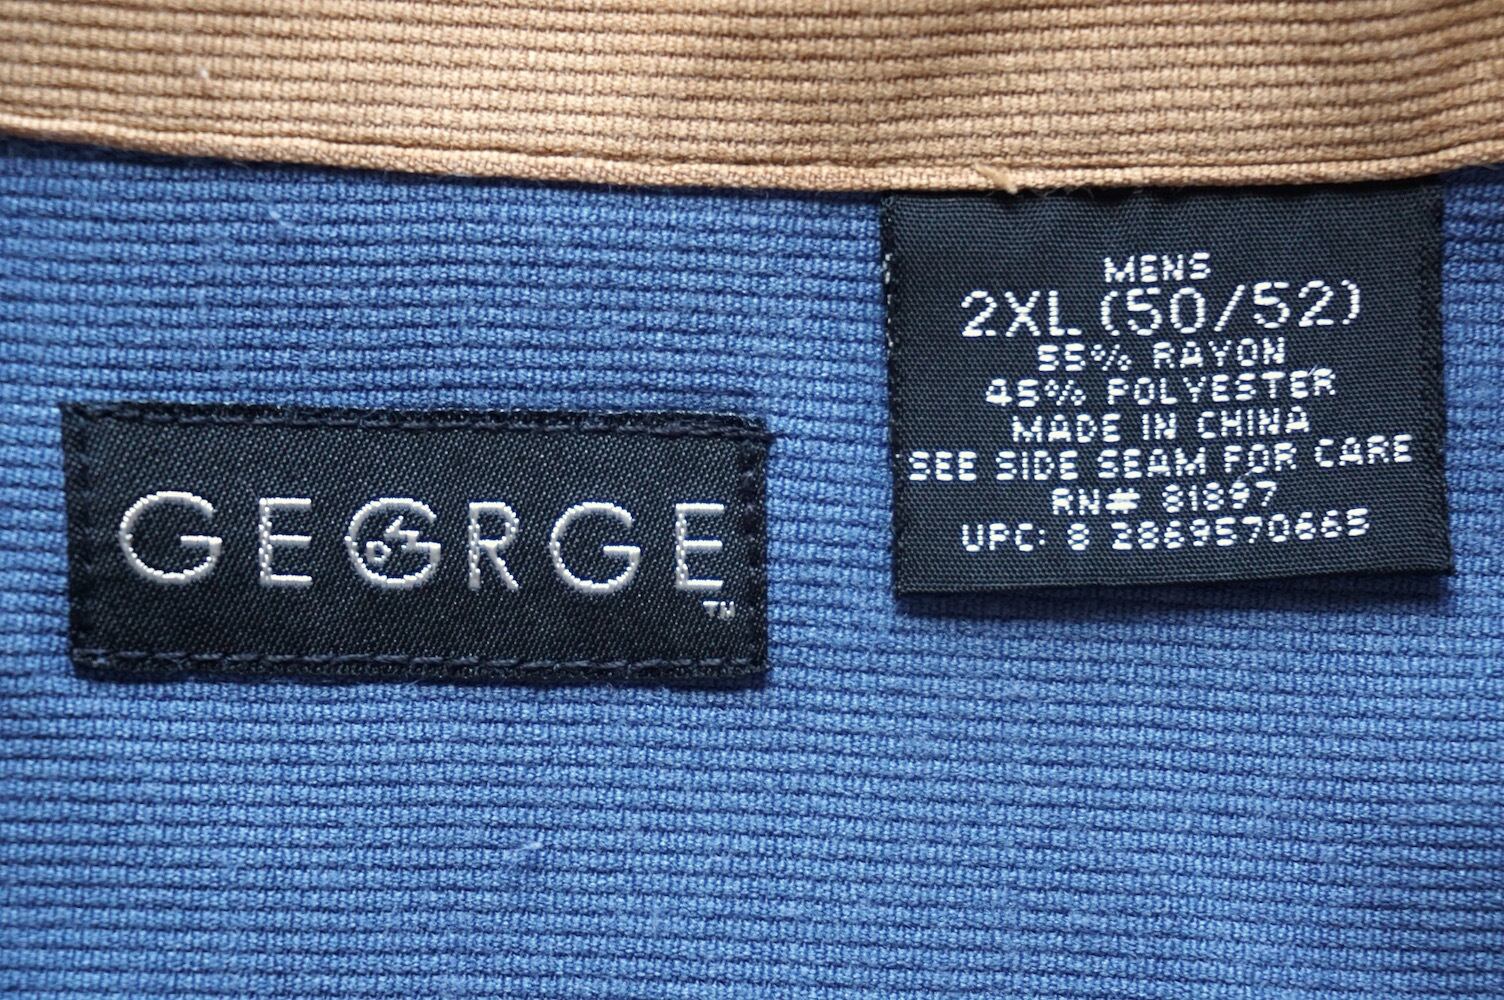 GEORGE
TM
MENS
2XL (50/52)
55% RAYON
45% POLYESTER
MADE IN CHINA
SEE SIDE SEAM FOR CARE
RN# 81897
UPC: 8 2869570665